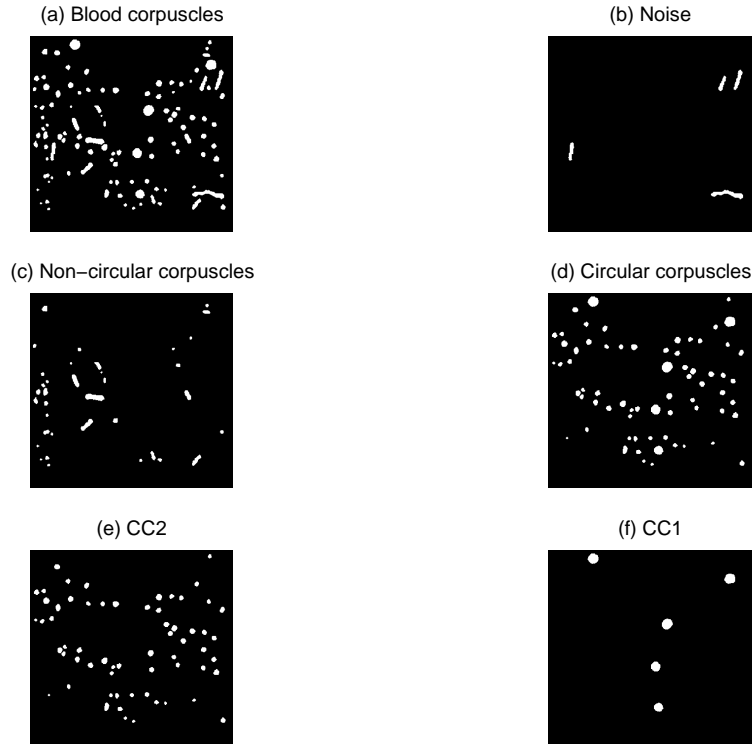 (a) Blood corpuscles
(b) Noise
(c) Non−circular corpuscles
(d) Circular corpuscles
(e) CC2
(f) CC1